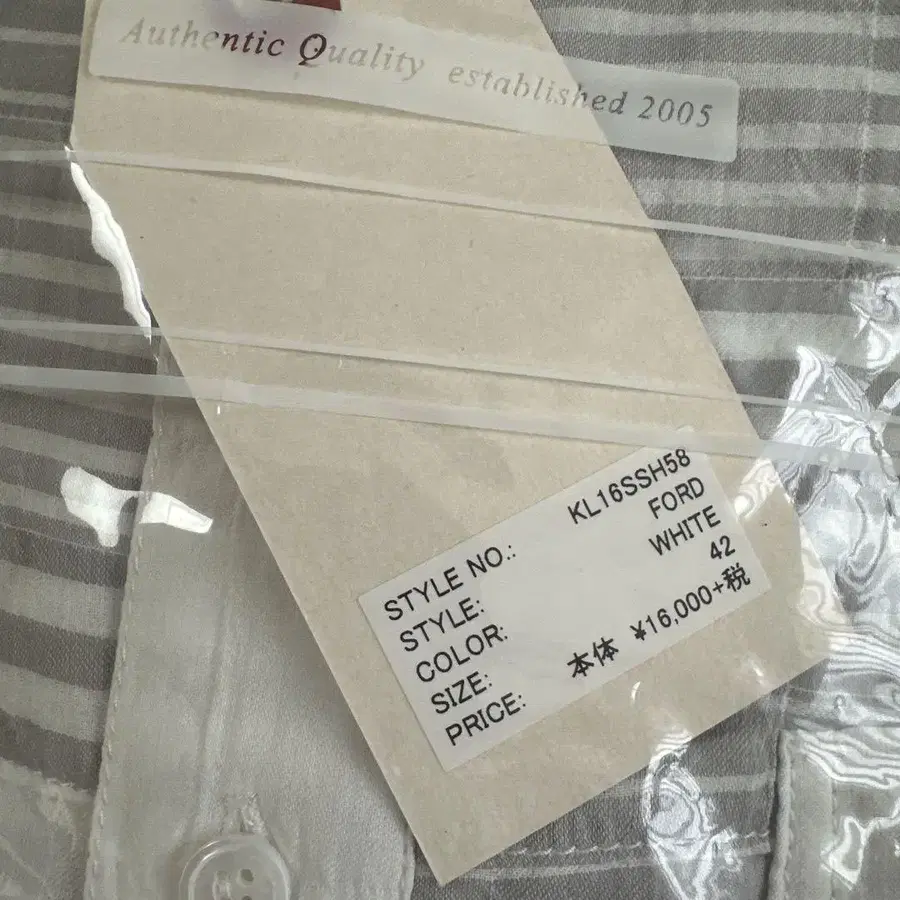 Authentic Quality established 2005
STYLE NO.: KL16SSH58
STYLE: FORD
COLOR: WHITE
SIZE: 42
PRICE: 本体 ¥16,000+税